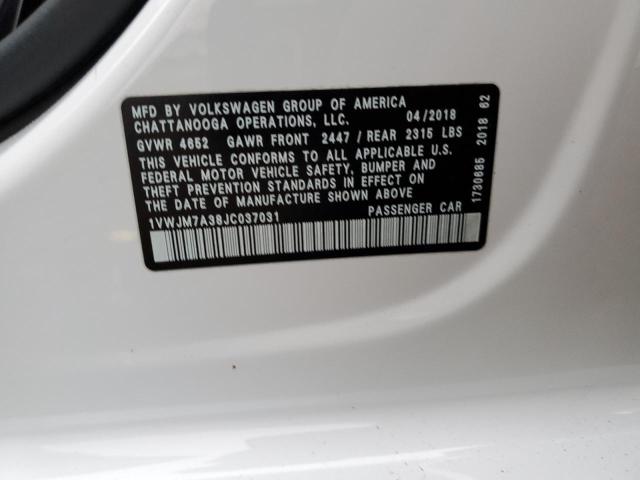 MFD BY VOLKSWAGEN GROUP OF AMERICA
CHATTANOOGA OPERATIONS, LLC. 04/2018
GVWR 4652 GAWR FRONT 2447 / REAR 2315 LBS
THIS VEHICLE CONFORMS TO ALL APPLICABLE U.S.
FEDERAL MOTOR VEHICLE SAFETY, BUMPER AND
THEFT PREVENTION STANDARDS IN EFFECT ON
THE DATE OF MANUFACTURE SHOWN ABOVE
1VWJM7A38JC037031 PASSENGER CAR
1730685 2018 62